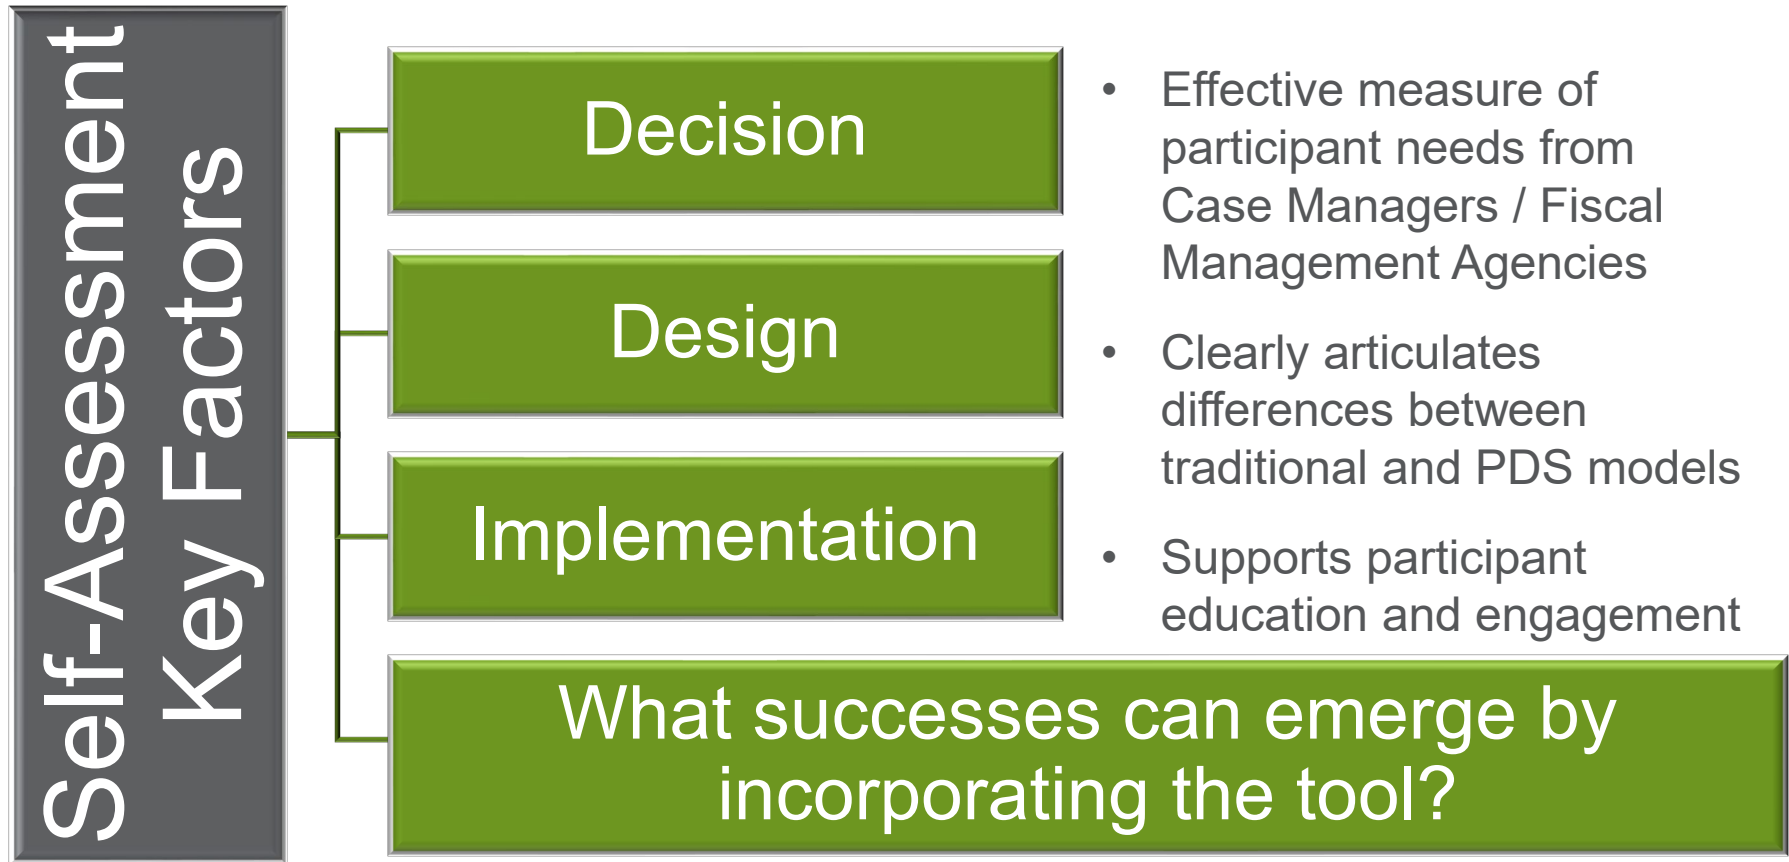 Self-Assessment
Key Factors
Decision
Design
Implementation
• Effective measure of
participant needs from
Case Managers / Fiscal
Management Agencies
• Clearly articulates
differences between
traditional and PDS models
• Supports participant
education and engagement
What successes can emerge by
incorporating the tool?